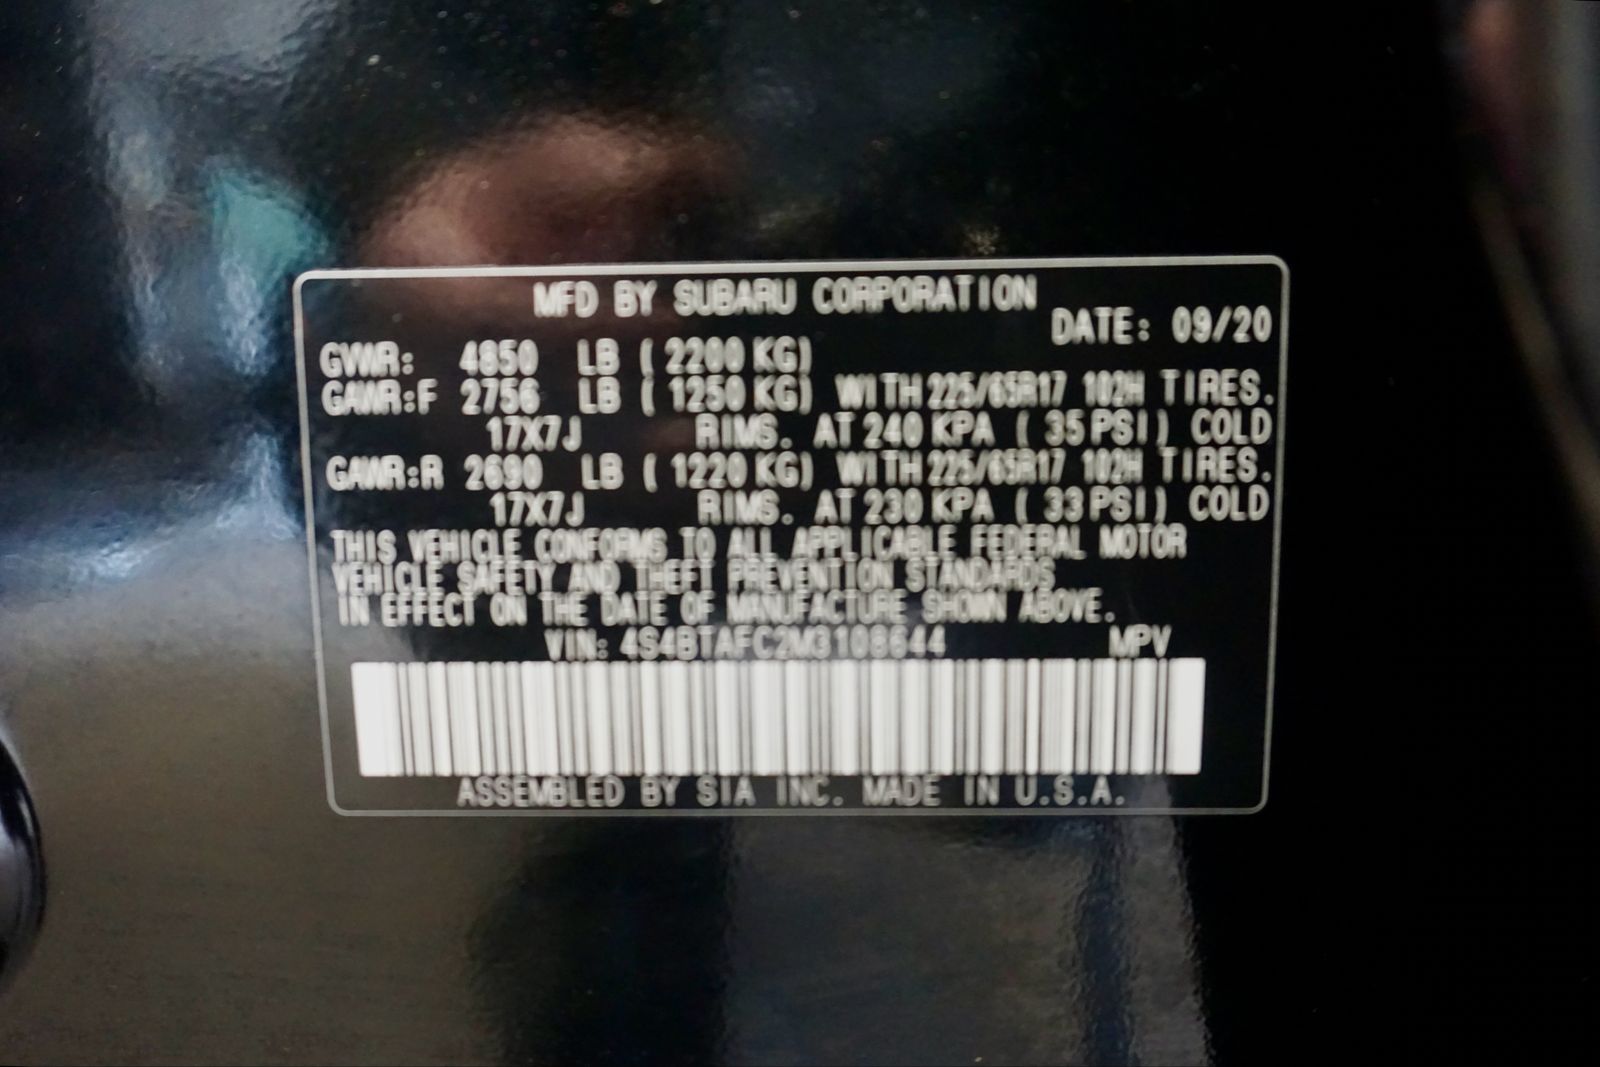 MFD BY SUBARU CORPORATION
DATE: 09/20
GVWR: 4850 LB ( 2200 KG)
GAWR:F 2756 LB ( 1250 KG) WITH 225/65R17 102H TIRES.
17X7J RIMS. AT 240 KPA ( 35 PSI) COLD
GAWR:R 2690 LB ( 1220 KG) WITH 225/65R17 102H TIRES.
17X7J RIMS. AT 230 KPA ( 33 PSI) COLD
THIS VEHICLE CONFORMS TO ALL APPLICABLE FEDERAL MOTOR
VEHICLE SAFETY AND THEFT PREVENTION STANDARDS
IN EFFECT ON THE DATE OF MANUFACTURE SHOWN ABOVE.
VIN: 4S4BTAFC2M3108644 MPV
ASSEMBLED BY SIA INC. MADE IN U.S.A.